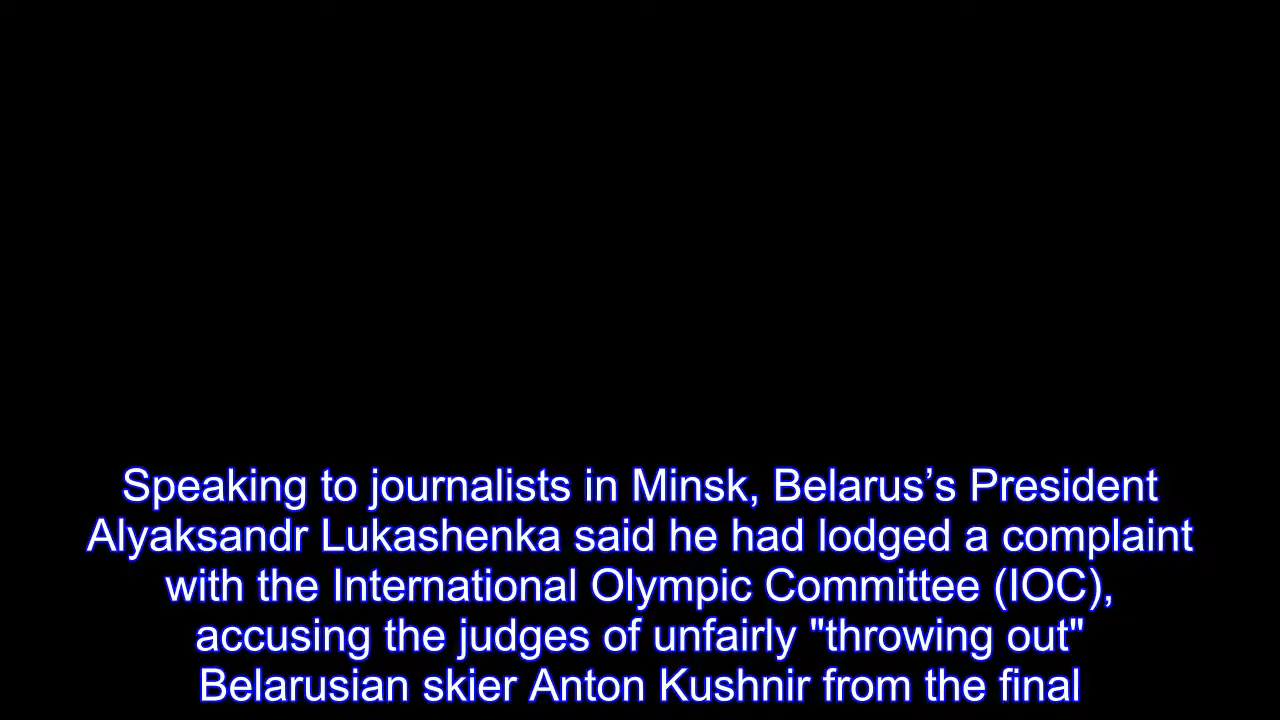 Speaking to journalists in Minsk, Belarus’s President
Alyaksandr Lukashenka said he had lodged a complaint
with the International Olympic Committee (IOC),
accusing the judges of unfairly "throwing out"
Belarusian skier Anton Kushnir from the final